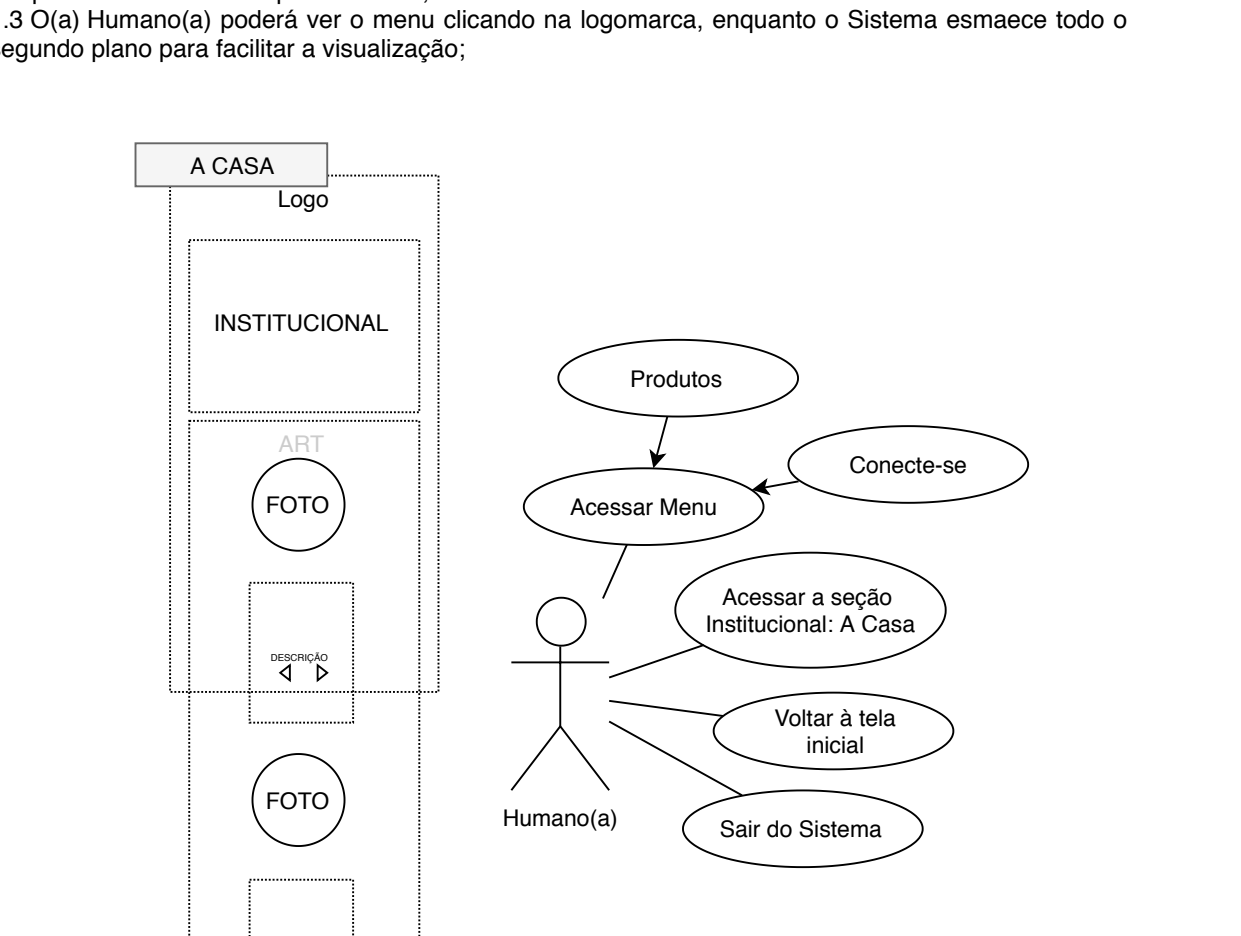 .3 O(a) Humano(a) poderá ver o menu clicando na logomarca, enquanto o Sistema esmaece todo o
segundo plano para facilitar a visualização;
A CASA
Logo
INSTITUCIONAL
ART
FOTO
DESCRIÇÃO
FOTO
Produtos
Conecte-se
Acessar Menu
Acessar a seção
Institucional: A Casa
Voltar à tela
inicial
Sair do Sistema
Humano(a)